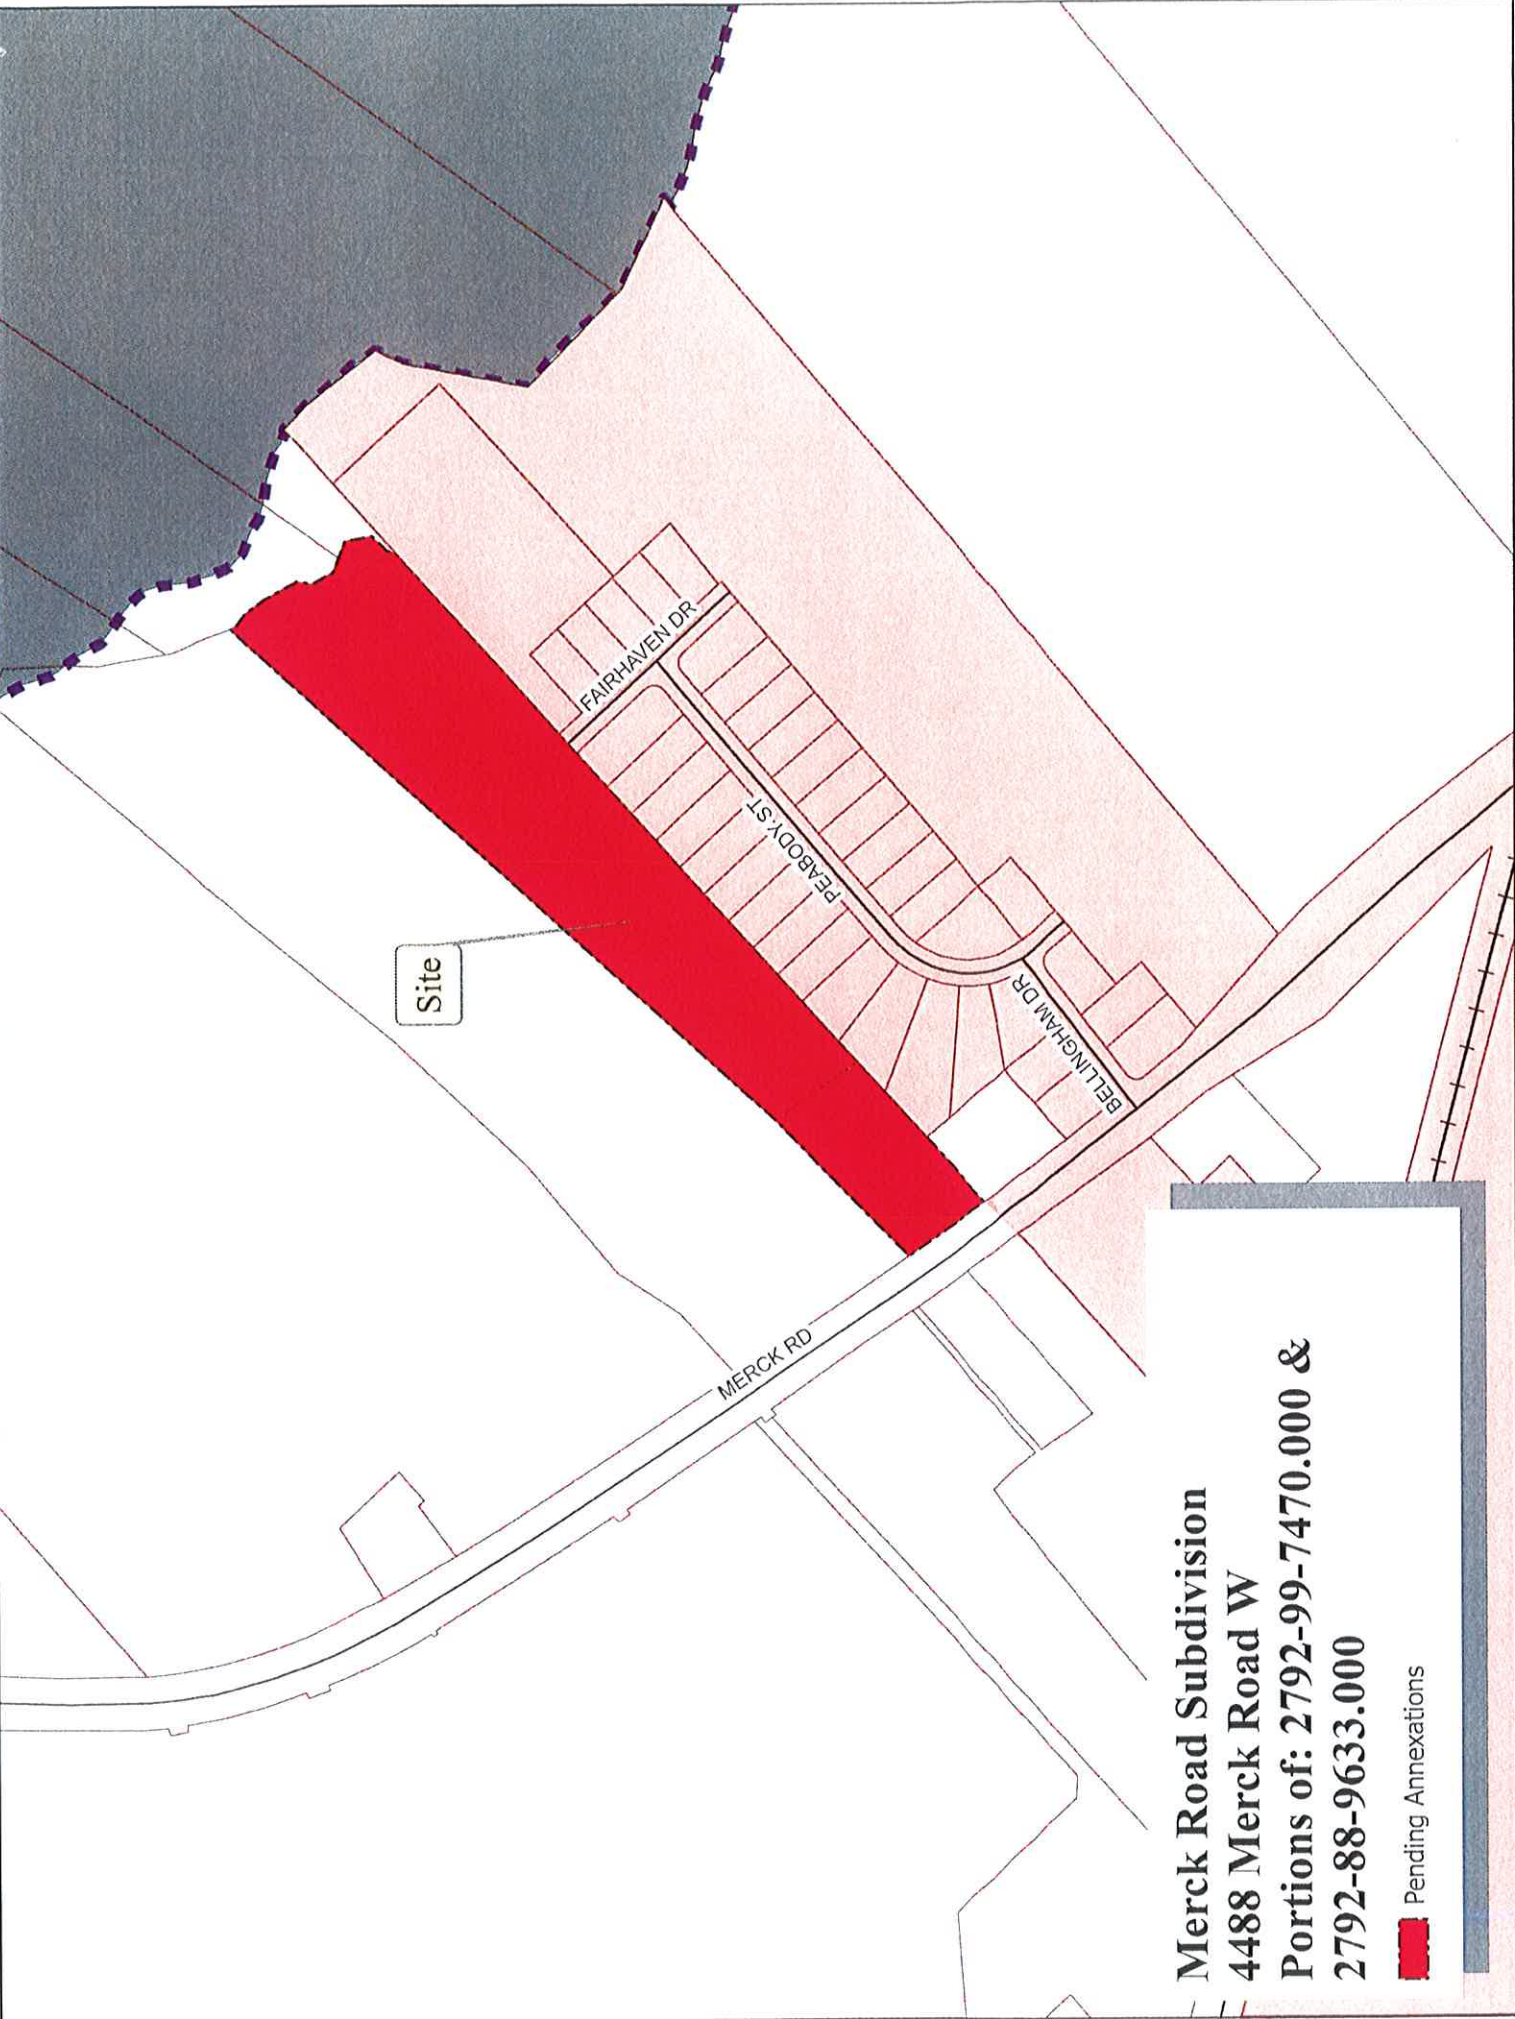 Site
FAIRHAVEN DR
PEABODY ST
BELLINGHAM DR
MERCK RD
Merck Road Subdivision
4488 Merck Road W
Portions of: 2792-99-7470.000 &
2792-88-9633.000
Pending Annexations